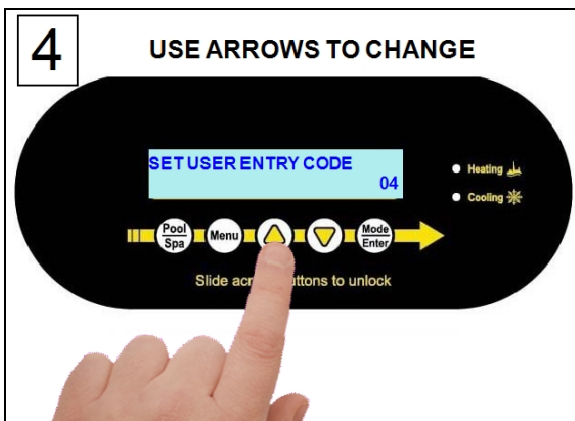 4
USE ARROWS TO CHANGE
SET USER ENTRY CODE
04
Heating
Cooling
Pool
Spa
Menu
Mode
Enter
Slide buttons to unlock